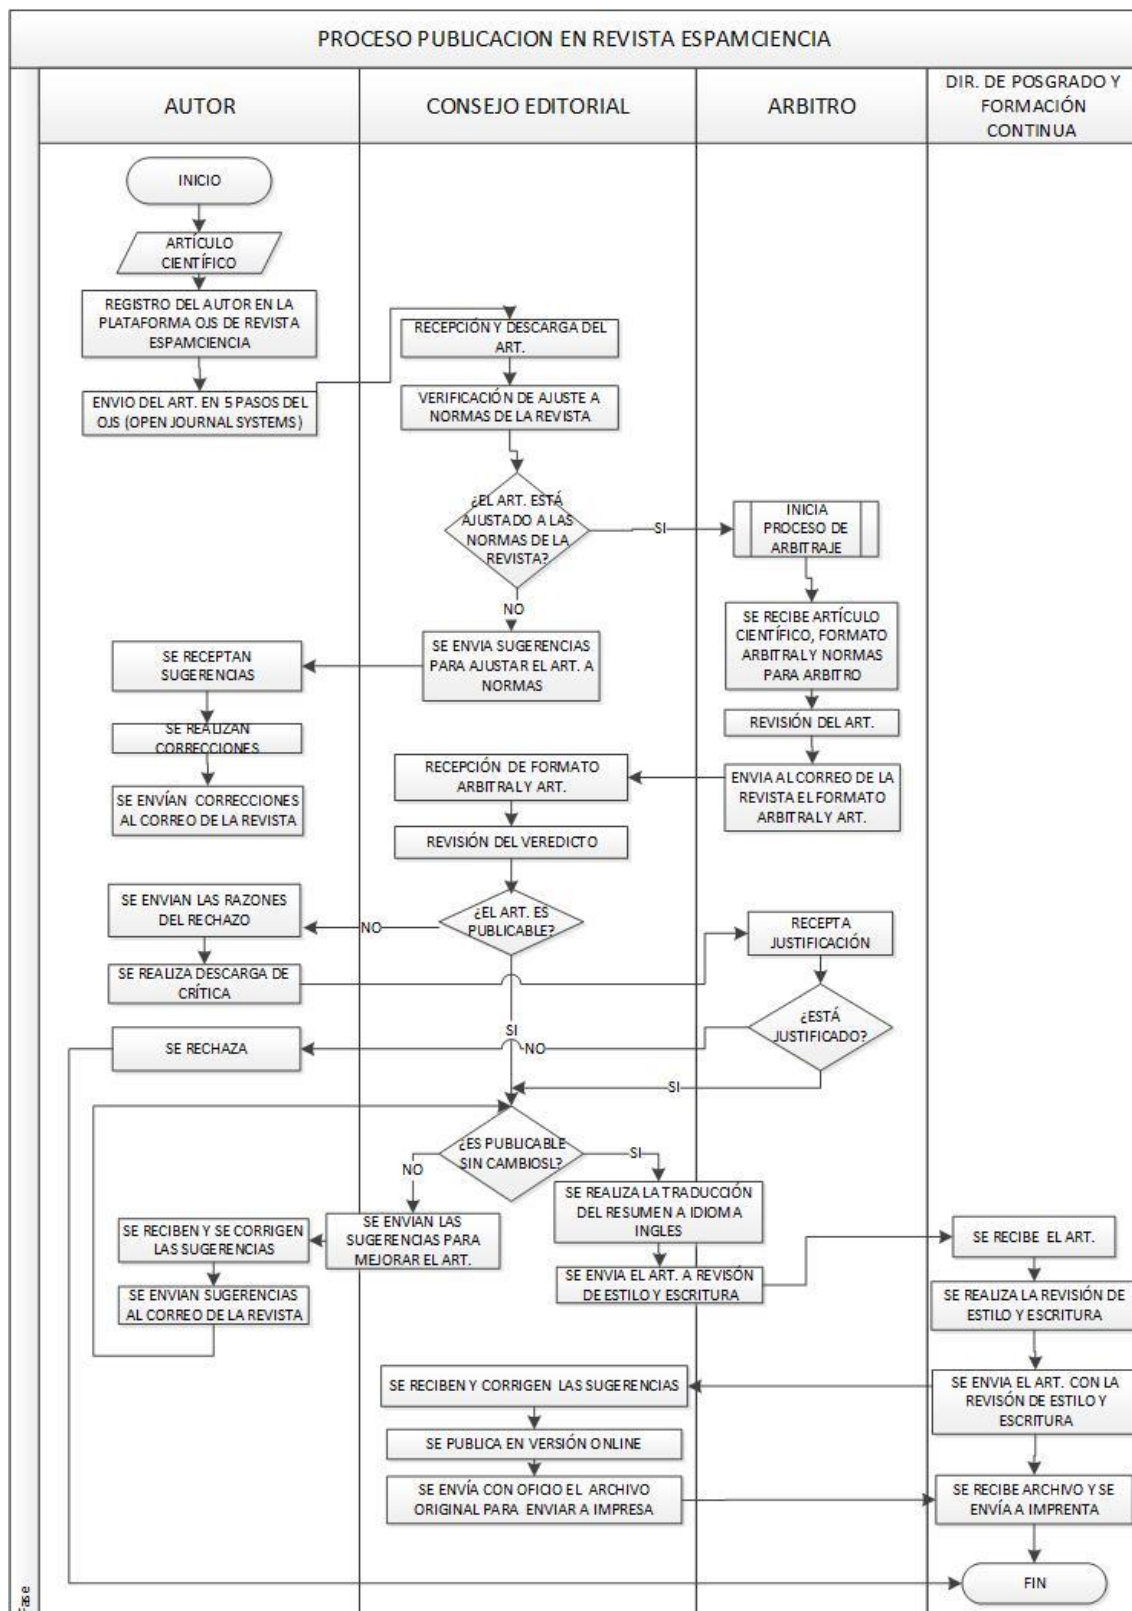 PROCESO PUBLICACION EN REVISTA ESPAMCIENCIA
AUTOR
CONSEJO EDITORIAL
ARBITRO
DIR. DE POSGRADO Y
FORMACIÓN
CONTINUA
INICIO
ARTÍCULO
CIENTÍFICO
REGISTRO DEL AUTOR EN LA
PLATAFORMA OJS DE REVISTA
ESPAMCIENCIA
ENVIO DEL ART. EN 5 PASOS DEL
OJS (OPEN JOURNAL SYSTEMS)
RECEPCIÓN Y DESCARGA DEL
ART.
VERIFICACIÓN DE AJUSTE A
NORMAS DE LA REVISTA
¿EL ART. ESTÁ
AJUSTADO A LAS
NORMAS DE LA
REVISTA?
SI
NO
INICIA
PROCESO DE
ARBITRAJE
SE RECIBE ARTÍCULO
CIENTÍFICO, FORMATO
ARBITRAL Y NORMAS
PARA ARBITRO
REVISIÓN DEL ART.
ENVIA AL CORREO DE LA
REVISTA EL FORMATO
ARBITRAL Y ART.
SE ENVIA SUGERENCIAS
PARA AJUSTAR EL ART. A
NORMAS
SE RECEPTAN
SUGERENCIAS
SE REALIZAN
CORRECCIONES
SE ENVÍAN CORRECCIONES
AL CORREO DE LA REVISTA
RECEPCIÓN DE FORMATO
ARBITRAL Y ART.
REVISIÓN DEL VEREDICTO
¿EL ART. ES
PUBLICABLE?
NO
SI
SE ENVIAN LAS RAZONES
DEL RECHAZO
SE REALIZA DESCARGA DE
CRÍTICA
RECEPTA
JUSTIFICACIÓN
¿ESTÁ
JUSTIFICADO?
NO
SI
SE RECHAZA
¿ES PUBLICABLE
SIN CAMBIOSL?
NO
SI
SE ENVIAN LAS
SUGERENCIAS PARA
MEJORAR EL ART.
SE RECIBEN Y SE CORRIGEN
LAS SUGERENCIAS
SE ENVIAN SUGERENCIAS
AL CORREO DE LA REVISTA
SE REALIZA LA TRADUCCIÓN
DEL RESUMEN A IDIOMA
INGLES
SE ENVIA EL ART. A REVISÓN
DE ESTILO Y ESCRITURA
SE RECIBE EL ART.
SE REALIZA LA REVISIÓN DE
ESTILO Y ESCRITURA
SE ENVIA EL ART. CON LA
REVISÓN DE ESTILO Y
ESCRITURA
SE RECIBEN Y CORRIGEN LAS SUGERENCIAS
SE PUBLICA EN VERSIÓN ONLINE
SE ENVÍA CON OFICIO EL ARCHIVO
ORIGINAL PARA ENVIAR A IMPRESA
SE RECIBE ARCHIVO Y SE
ENVÍA A IMPRENTA
FIN
Fase